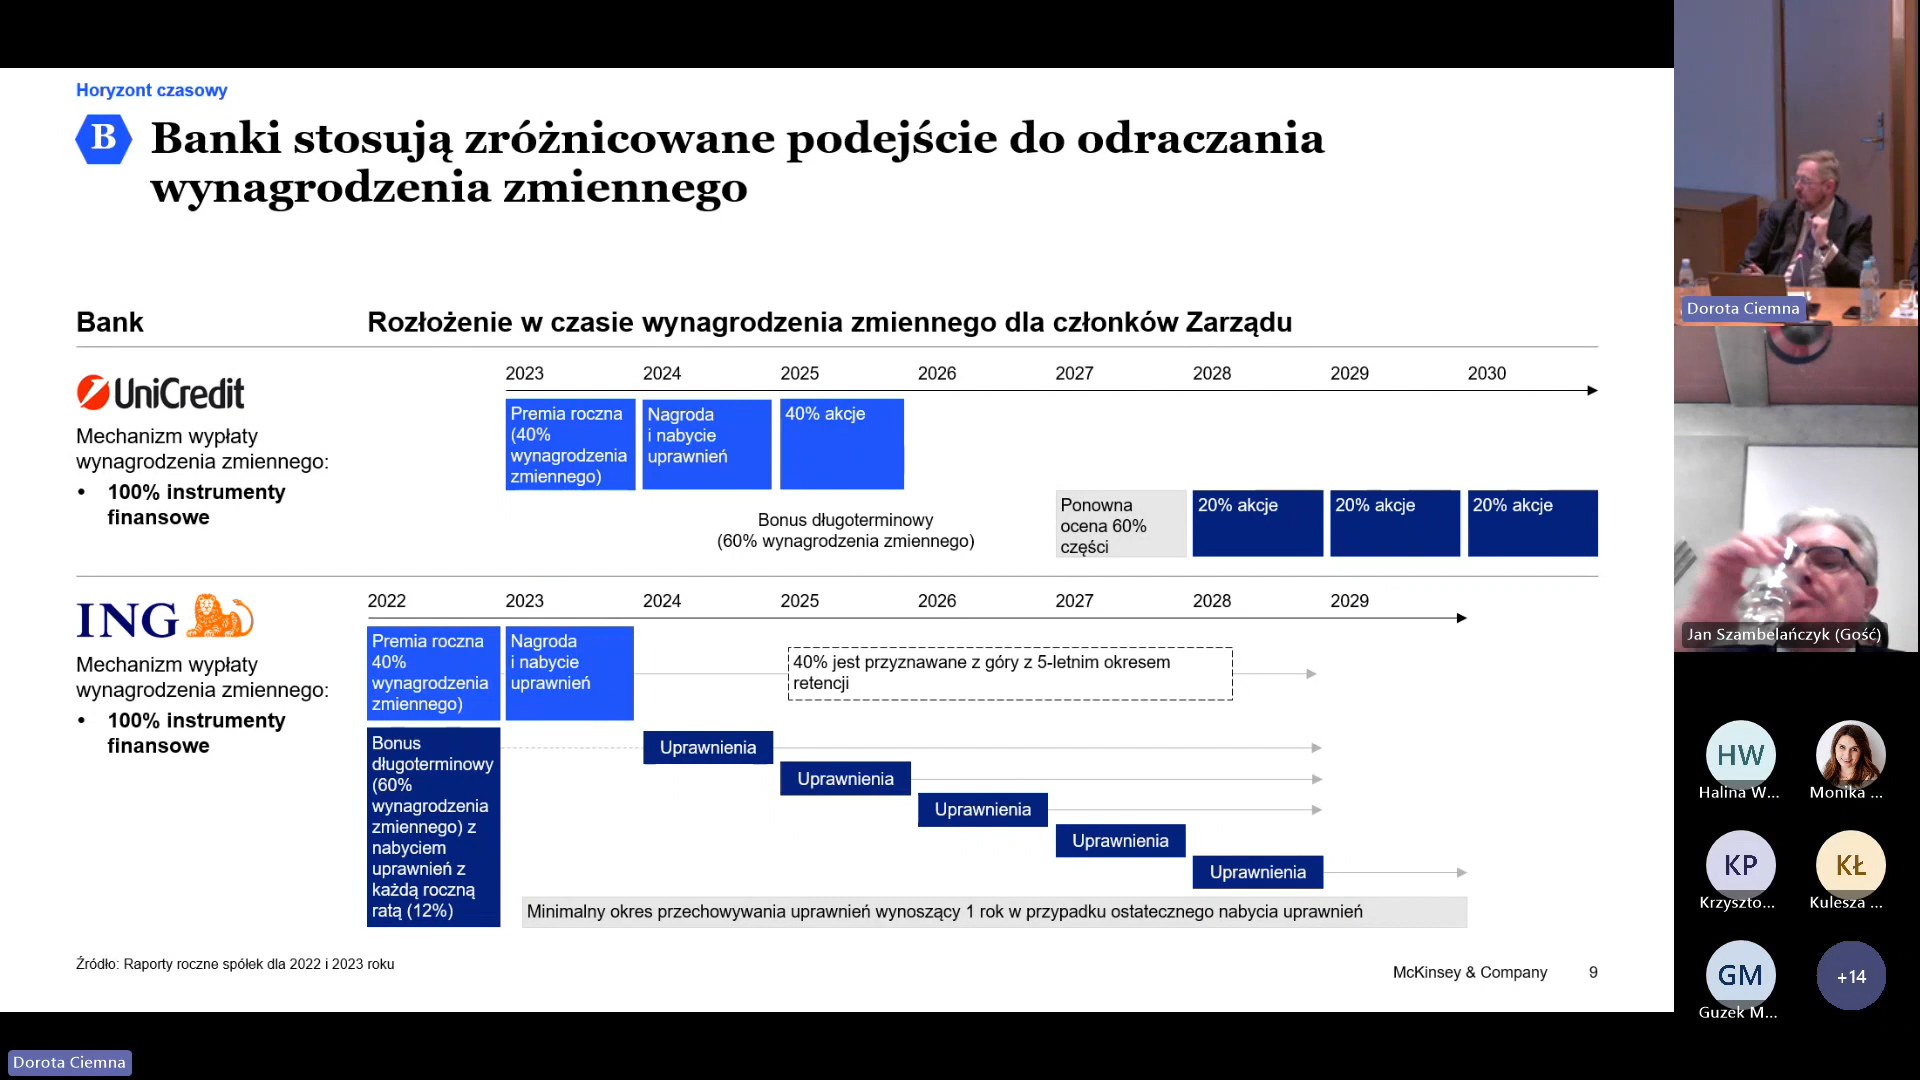 Horyzont czasowy
B
Banki stosują zróżnicowane podejście do odraczania
wynagrodzenia zmiennego
Bank
Rozłożenie w czasie wynagrodzenia zmiennego dla członków Zarządu
UniCredit
Mechanizm wypłaty
wynagrodzenia zmiennego:
• 100% instrumenty
finansowe
2023 2024 2025 2026 2027 2028 2029 2030
Premia roczna
(40%
wynagrodzenia
zmiennego)
Nagroda
i nabycie
uprawnień
40% akcje
Bonus długoterminowy
(60% wynagrodzenia zmiennego)
Ponowna
ocena 60%
części
20% akcje
20% akcje
20% akcje
ING
Mechanizm wypłaty
wynagrodzenia zmiennego:
• 100% instrumenty
finansowe
2022 2023 2024 2025 2026 2027 2028 2029
Premia roczna
40%
wynagrodzenia
zmiennego)
Nagroda
i nabycie
uprawnień
40% jest przyznawane z góry z 5-letnim okresem
retencji
Bonus
długoterminowy
(60%
wynagrodzenia
zmiennego) z
nabyciem
uprawnień z
każdą roczną
ratą (12%)
Uprawnienia
Uprawnienia
Uprawnienia
Uprawnienia
Uprawnienia
Minimalny okres przechowywania uprawnień wynoszący 1 rok w przypadku ostatecznego nabycia uprawnień
Źródło: Raporty roczne spółek dla 2022 i 2023 roku
McKinsey & Company 9
Dorota Ciemna
Jan Szambelańczyk (Gość)
HW
Halina W...
Monika ...
KP
Krzyszto...
KŁ
Kulesza ...
GM
Guzek M...
+14
Dorota Ciemna